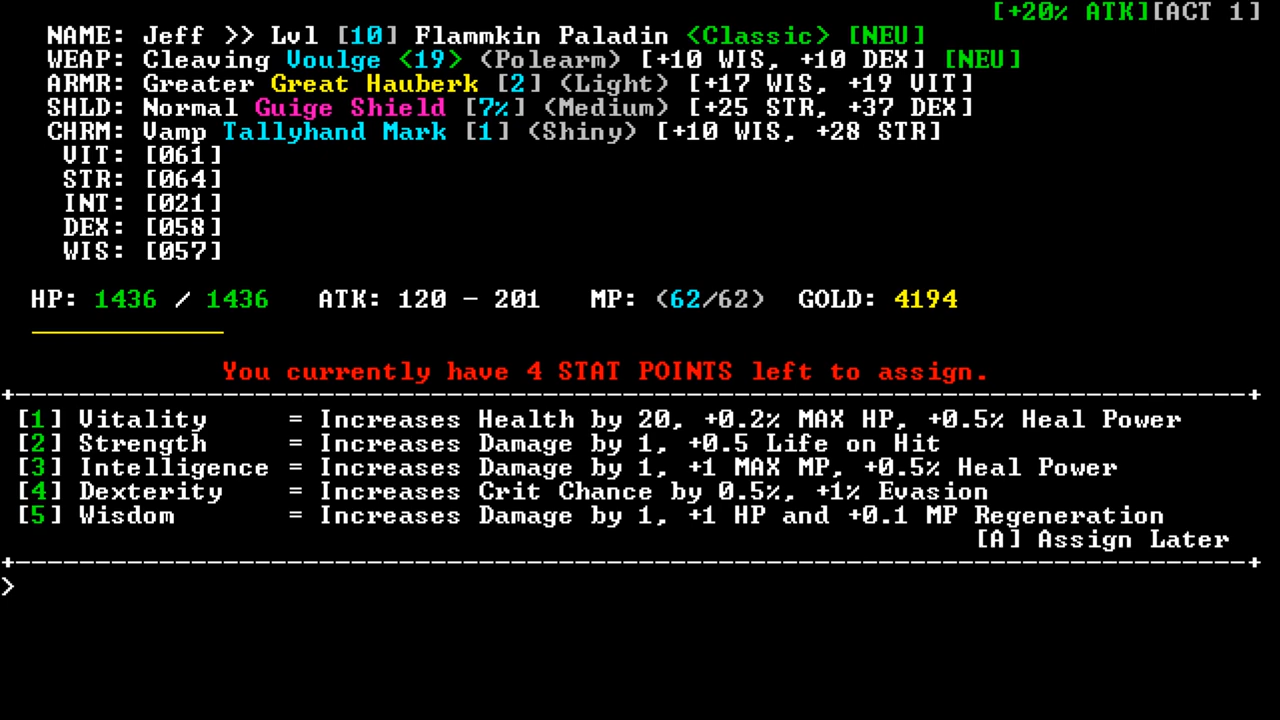 [+20% ATK][ACT 1]
NAME: Jeff >> Lvl [10] Flammkin Paladin <Classic> [NEU]
WEAP: Cleaving Voulge <19> (Polearm) [+10 WIS, +10 DEX] [NEU]
ARMR: Greater Great Hauberk [2] (Light) [+17 WIS, +19 VIT]
SHLD: Normal Guige Shield [7%] (Medium) [+25 STR, +37 DEX]
CHRM: Vamp Tallyhand Mark [1] (Shiny) [+10 WIS, +28 STR]
VIT: [061]
STR: [064]
INT: [021]
DEX: [058]
WIS: [057]
HP: 1436 / 1436 ATK: 120 - 201 MP: (62/62) GOLD: 4194
You currently have 4 STAT POINTS left to assign.
[1] Vitality = Increases Health by 20, +0.2% MAX HP, +0.5% Heal Power
[2] Strength = Increases Damage by 1, +0.5 Life on Hit
[3] Intelligence = Increases Damage by 1, +1 MAX MP, +0.5% Heal Power
[4] Dexterity = Increases Crit Chance by 0.5%, +1% Evasion
[5] Wisdom = Increases Damage by 1, +1 HP and +0.1 MP Regeneration
[A] Assign Later
>